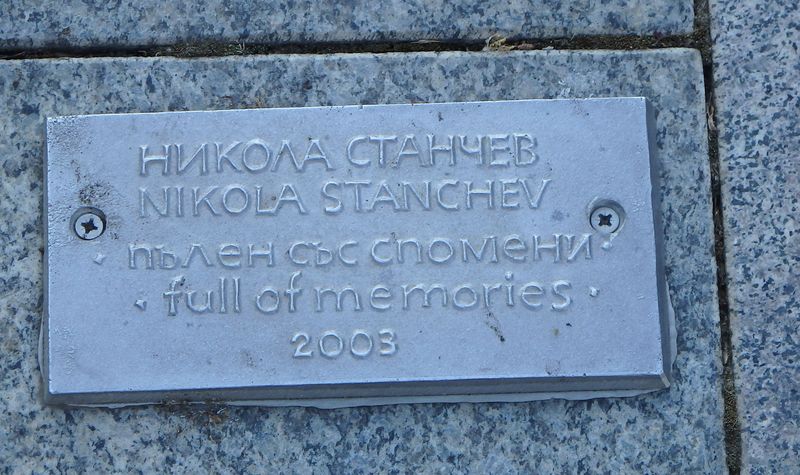 НИКОЛА СТАНЧЕВ
NIKOLA STANCHEV
· пълен със спомени ·
· full of memories ·
2003